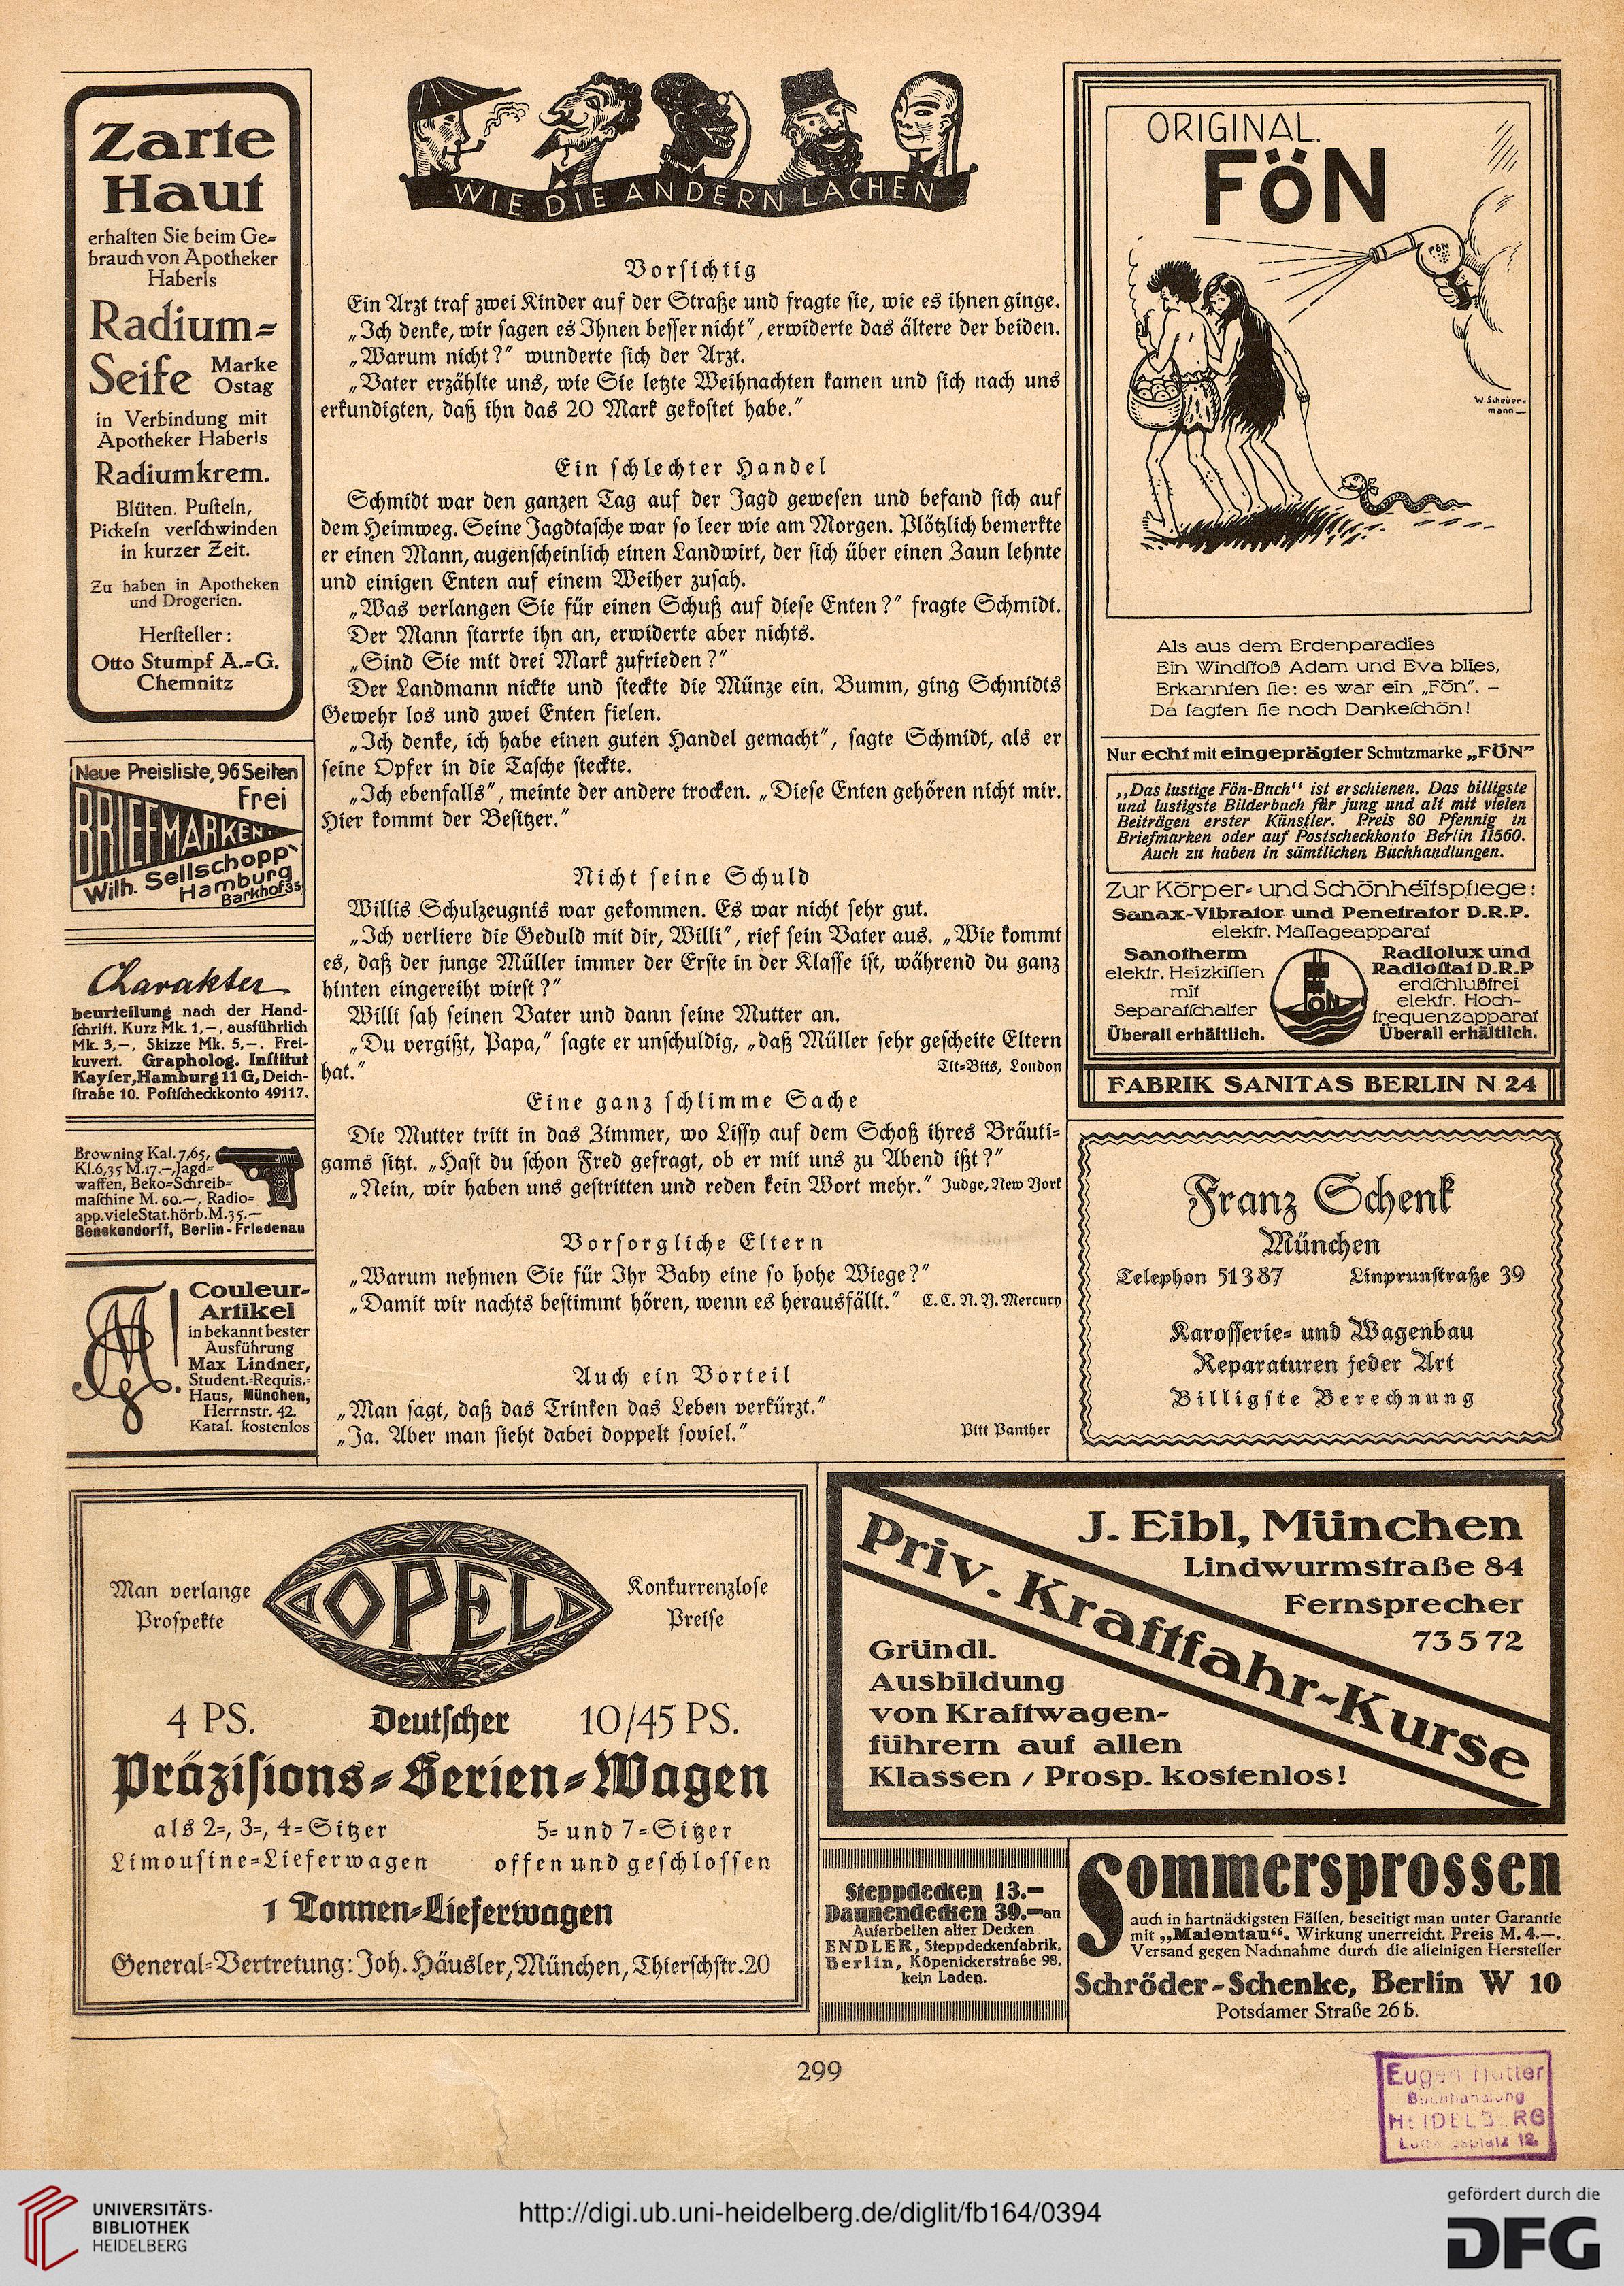 Zarte
Haut
erhalten Sie beim Ge-
brauch von Apotheker
Haberls
Radium-
Seife Marke
Ostag
in Verbindung mit
Apotheker Haberls
Radiumkrem.
Blüten. Pusteln,
Pickeln verschwinden
in kurzer Zeit.
Zu haben in Apotheken
und Drogerien.
Hersteller:
Otto Stumpf A.-G.
Chemnitz
Neue Preisliste, 96 Seiten
Frei
BRIEFMARKEN.
Wilh. Sellschopp
Hamburg
Barkhof 35
Charakter
beurteilung nach der Hand-
schrift. Kurz Mk. 1,–, ausführlich
Mk. 3,–, Skizze Mk. 5,–. Frei-
kuvert. Grapholog. Institut
Kayser, Hamburg 11 G, Deich-
straße 10. Postscheckkonto 49117.
Browning Kal. 7,65,
Kl. 6,35 M. 17.–, Jagd-
waffen, Beko-Schreib-
maschine M. 60.–, Radio-
app. viele Stat. hörb. M. 35.—
Benekendorff, Berlin-Friedenau
Couleur-
Artikel
in bekannt bester
Ausführung
Max Lindner,
Student.-Requis.-
Haus, München,
Herrnstr. 42.
Katal. kostenlos
WIE DIE ANDERN LACHEN
Vorsichtig
Ein Arzt traf zwei Kinder auf der Straße und fragte sie, wie es ihnen ginge.
„Ich denke, wir sagen es Ihnen besser nicht", erwiderte das ältere der beiden.
„Warum nicht?" wunderte sich der Arzt.
„Vater erzählte uns, wie Sie letzte Weihnachten kamen und sich nach uns
erkundigten, daß ihn das 20 Mark gekostet habe."
Ein schlechter Handel
Schmidt war den ganzen Tag auf der Jagd gewesen und befand sich auf
dem Heimweg. Seine Jagdtasche war so leer wie am Morgen. Plötzlich bemerkte
er einen Mann, augenscheinlich einen Landwirt, der sich über einen Zaun lehnte
und einigen Enten auf einem Weiher zusah.
„Was verlangen Sie für einen Schuß auf diese Enten?" fragte Schmidt.
Der Mann starrte ihn an, erwiderte aber nichts.
„Sind Sie mit drei Mark zufrieden?"
Der Landmann nickte und steckte die Münze ein. Bumm, ging Schmidts
Gewehr los und zwei Enten fielen.
„Ich denke, ich habe einen guten Handel gemacht", sagte Schmidt, als er
seine Opfer in die Tasche steckte.
„Ich ebenfalls", meinte der andere trocken. „Diese Enten gehören nicht mir.
Hier kommt der Besitzer."
Nicht seine Schuld
Willis Schulzeugnis war gekommen. Es war nicht sehr gut.
„Ich verliere die Geduld mit dir, Willi", rief sein Vater aus. „Wie kommt
es, daß der junge Müller immer der Erste in der Klasse ist, während du ganz
hinten eingereiht wirst?"
Willi sah seinen Vater und dann seine Mutter an.
„Du vergißt, Papa," sagte er unschuldig, „daß Müller sehr gescheite Eltern
hat." Tit-Bits, London
Eine ganz schlimme Sache
Die Mutter tritt in das Zimmer, wo Lissy auf dem Schoß ihres Bräuti-
gams sitzt. „Hast du schon Fred gefragt, ob er mit uns zu Abend ißt?"
„Nein, wir haben uns gestritten und reden kein Wort mehr." Judge, New York
Vorsorgliche Eltern
„Warum nehmen Sie für Ihr Baby eine so hohe Wiege?"
„Damit wir nachts bestimmt hören, wenn es herausfällt." C. C. N. Y. Mercury
Auch ein Vorteil
„Man sagt, daß das Trinken das Leben verkürzt."
„Ja. Aber man sieht dabei doppelt soviel." Pitt Panther
ORIGINAL.
FÖN
FÖN
W. Scheuer-
mann
Als aus dem Erdenparadies
Ein Windstoß Adam und Eva blies,
Erkannten sie: es war ein „Fön". –
Da sagten sie noch Dankeschön!
Nur echt mit eingeprägter Schutzmarke „FÖN"
„Das lustige Fön-Buch" ist erschienen. Das billigste
und lustigste Bilderbuch für jung und alt mit vielen
Beiträgen erster Künstler. Preis 80 Pfennig in
Briefmarken oder auf Postscheckkonto Berlin 11560.
Auch zu haben in sämtlichen Buchhandlungen.
Zur Körper- und Schönheitspflege:
Sanax-Vibrator und Penetrator D.R.P.
elektr. Massageapparat
Sanotherm
elektr. Heizkissen
mit
Separatschalter
Überall erhältlich.
FÖN
Radiolux und
Radiostat D.R.P
erdschlußfrei
elektr. Hoch-
frequenzapparat
Überall erhältlich.
FABRIK SANITAS BERLIN N 24
Franz Schenk
München
Telephon 51387 Linprunstraße 39
Karosserie- und Wagenbau
Reparaturen jeder Art
Billigste Berechnung
Man verlange
Prospekte
OPEL
Konkurrenzlose
Preise
4 PS. Deutscher 10/45 PS.
Präzisions-Serien-Wagen
als 2-, 3-, 4-Sitzer 5- und 7-Sitzer
Limousine-Lieferwagen offen und geschlossen
1 Tonnen-Lieferwagen
General-Vertretung: Joh. Häusler, München, Thierschstr. 20
J. Eibl, München
Lindwurmstraße 84
Fernsprecher
73572
Priv. Kraftfahr-Kurse
Gründl.
Ausbildung
von Kraftwagen-
führern auf allen
Klassen / Prosp. kostenlos!
Steppdecken 13.–
Daunendecken 39.– an
Aufarbeiten alter Decken
ENDLER, Steppdeckenfabrik,
Berlin, Köpenickerstraße 98,
kein Laden.
Sommersprossen
auch in hartnäckigsten Fällen, beseitigt man unter Garantie
mit „Maientau". Wirkung unerreicht. Preis M. 4.—.
Versand gegen Nachnahme durch die alleinigen Hersteller
Schröder-Schenke, Berlin W 10
Potsdamer Straße 26 b.
299
Eugen
HEIDELBERG
12.
UNIVERSITÄTS-
BIBLIOTHEK
HEIDELBERG
http://digi.ub.uni-heidelberg.de/diglit/fb164/0394
gefördert durch die
DFG